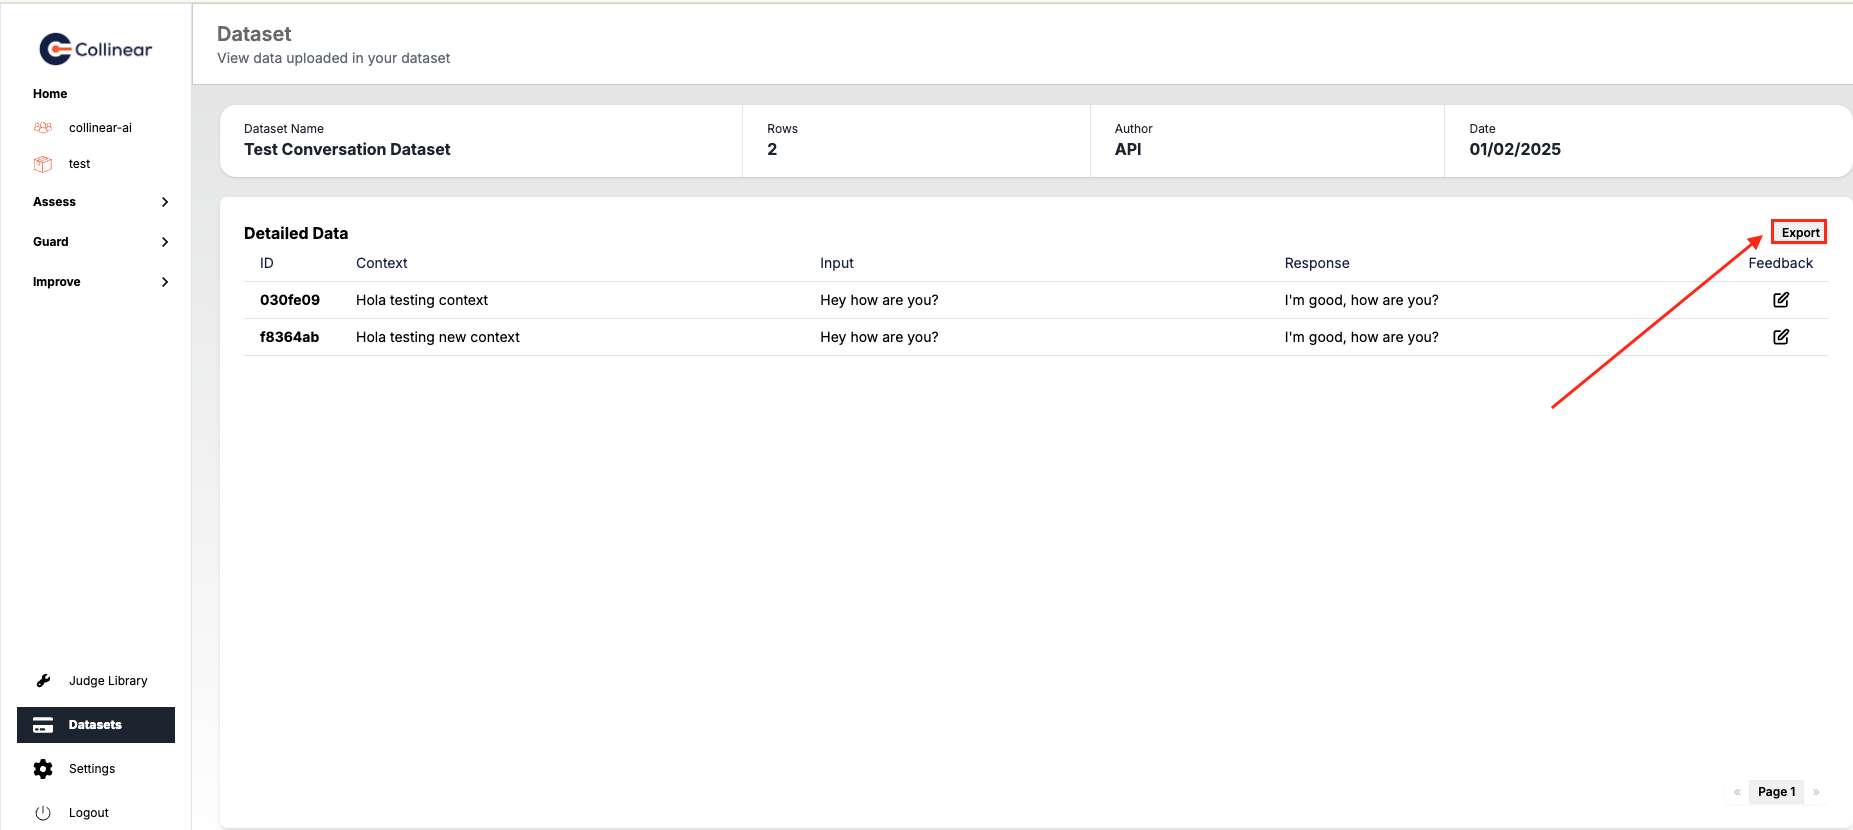 Collinear
Home
collinear-ai
test
Assess
Guard
Improve
Judge Library
Datasets
Settings
Logout
Dataset
View data uploaded in your dataset
Dataset Name
Test Conversation Dataset
Rows
2
Author
API
Date
01/02/2025
Detailed Data
Export
ID Context Input Response Feedback
030fe09 Hola testing context Hey how are you? I'm good, how are you?
f8364ab Hola testing new context Hey how are you? I'm good, how are you?
« Page 1 »